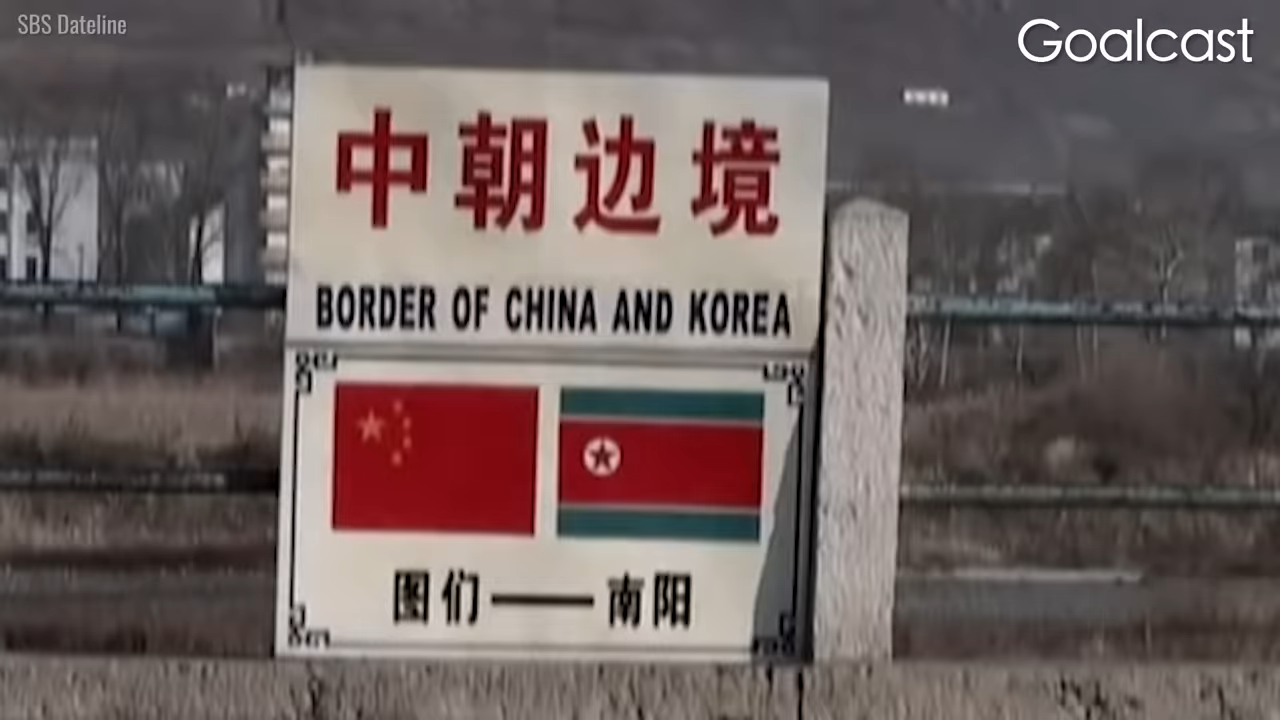 SBS Dateline
Goalcast
中朝边境
BORDER OF CHINA AND KOREA
图们——南阳